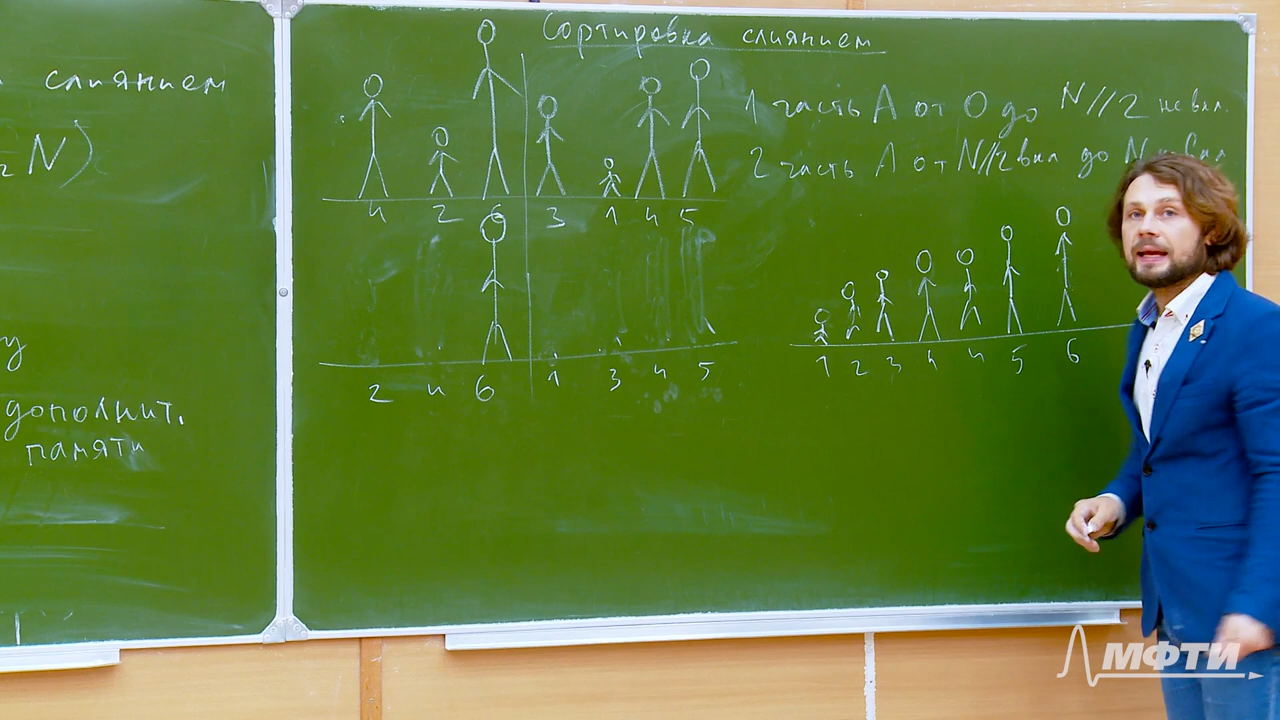 слиянием
N)
у
дополнит.
памяти
Сортировка слиянием
1 часть A от 0 до N//2 не вкл.
2 часть A от N//2 вкл до N
4 2 6 3 1 4 5
2 4 6 1 3 4 5
1 2 3 4 4 5 6
МФТИ